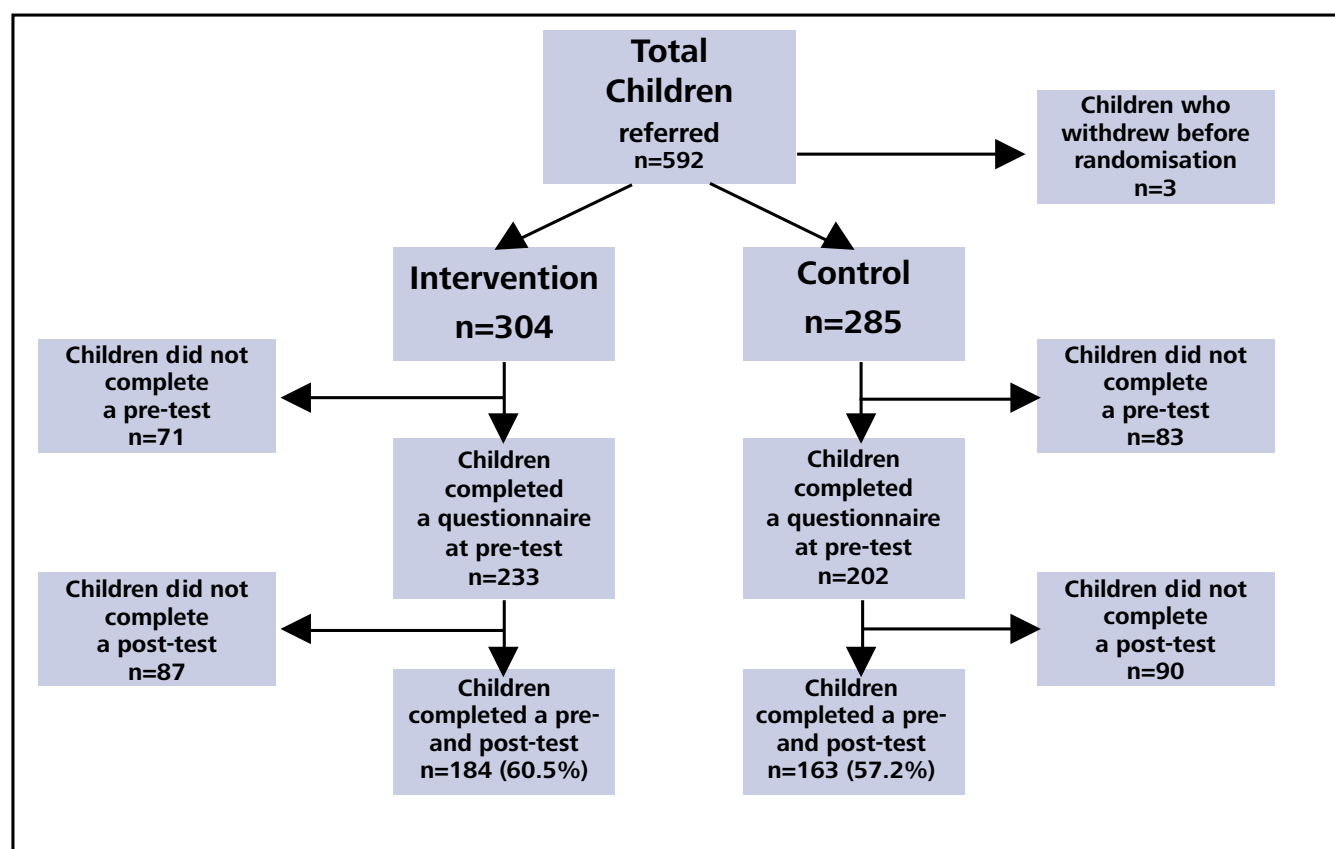 Total
Children
referred
n=592
Children who
withdrew before
randomisation
n=3
Intervention
n=304
Control
n=285
Children did not
complete
a pre-test
n=71
Children did not
complete
a pre-test
n=83
Children
completed
a questionnaire
at pre-test
n=233
Children
completed
a questionnaire
at pre-test
n=202
Children did not
complete
a post-test
n=87
Children did not
complete
a post-test
n=90
Children
completed a pre-
and post-test
n=184 (60.5%)
Children
completed a pre-
and post-test
n=163 (57.2%)